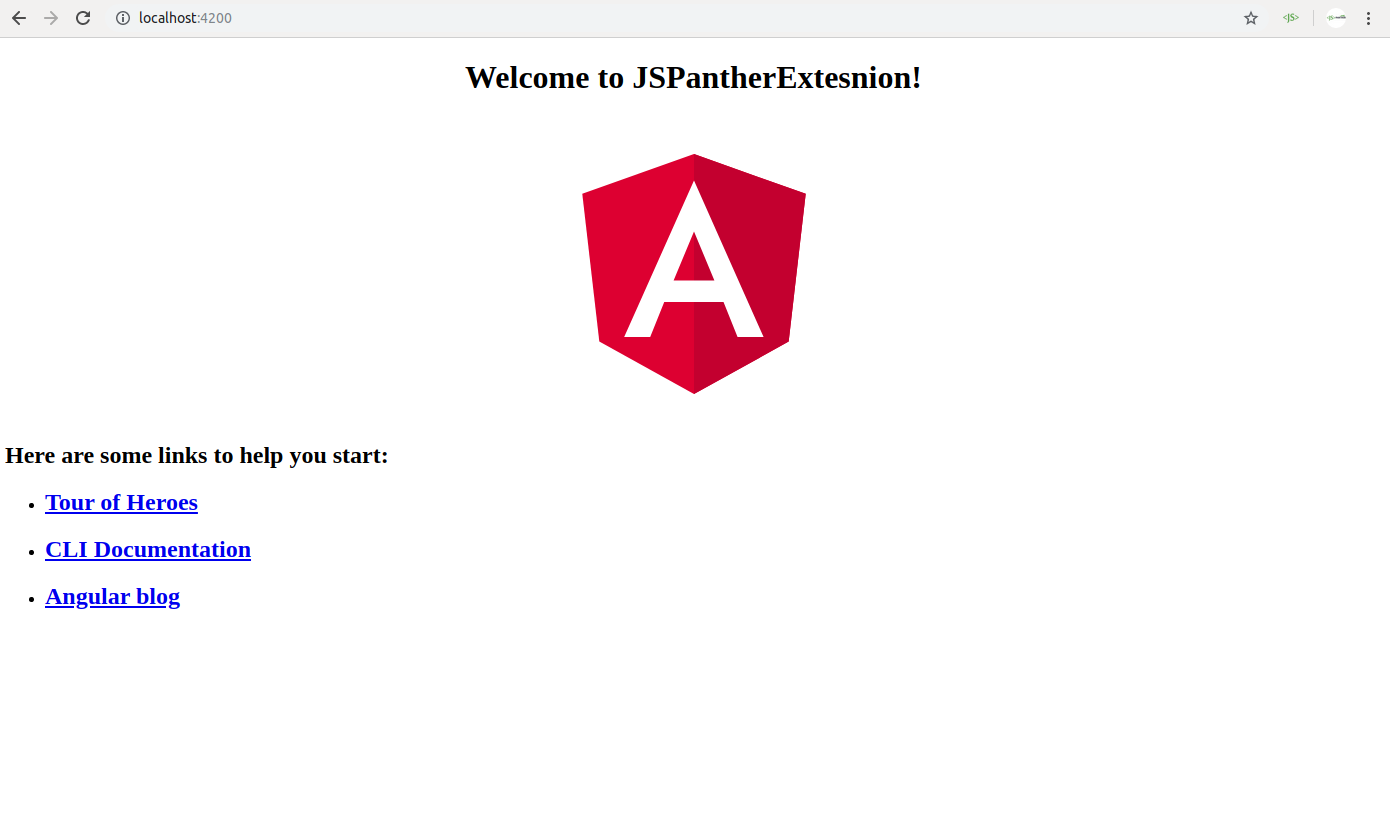 localhost:4200
<JS>
Welcome to JSPantherExtesnion!
A
Here are some links to help you start:
Tour of Heroes
CLI Documentation
Angular blog